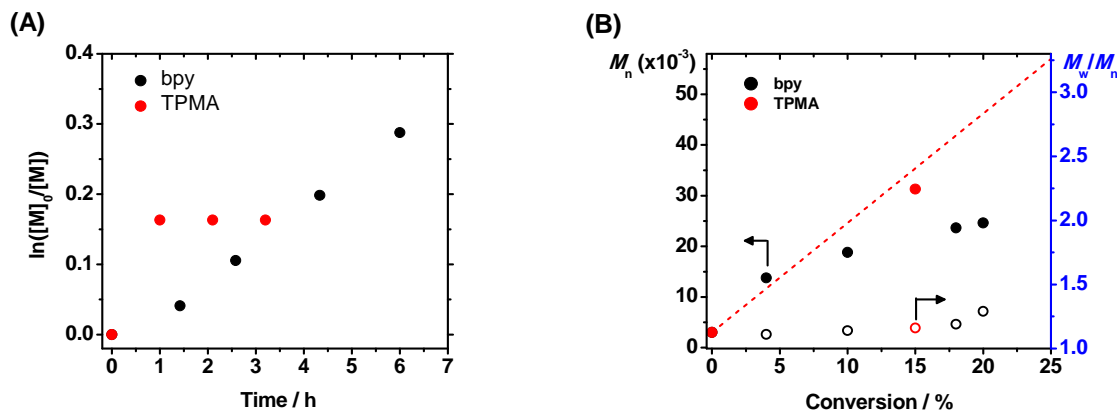 (A)
0.4
0.3
0.2
0.1
0.0
ln([M]0/[M])
bpy
TPMA
0 1 2 3 4 5 6 7
Time / h
(B)
Mn (x10-3)
Mw/Mn
50
40
30
20
10
0
bpy
TPMA
3.0
2.5
2.0
1.5
1.0
0 5 10 15 20 25
Conversion / %